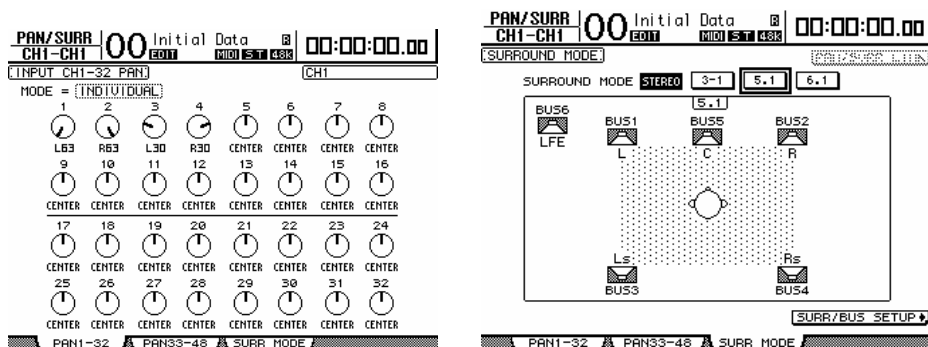 PAN/SURR
CH1-CH1
00 Initial Data
EDIT
MIDI ST 48K
00:00:00.00
INPUT CH1-32 PAN
CH1
MODE = INDIVIDUAL
1 2 3 4 5 6 7 8
L63 R63 L30 R30 CENTER CENTER CENTER CENTER
9 10 11 12 13 14 15 16
CENTER CENTER CENTER CENTER CENTER CENTER CENTER CENTER
17 18 19 20 21 22 23 24
CENTER CENTER CENTER CENTER CENTER CENTER CENTER CENTER
25 26 27 28 29 30 31 32
CENTER CENTER CENTER CENTER CENTER CENTER CENTER CENTER
PAN1-32 PAN33-48 SURR MODE
PAN/SURR
CH1-CH1
00 Initial Data
EDIT
MIDI ST 48K
00:00:00.00
SURROUND MODE
PAN/SURR LINK
SURROUND MODE STEREO 3-1 5.1 6.1
5.1
BUS6
LFE
BUS1 BUS5 BUS2
L C R
Ls Rs
BUS3 BUS4
SURR/BUS SETUP
PAN1-32 PAN33-48 SURR MODE